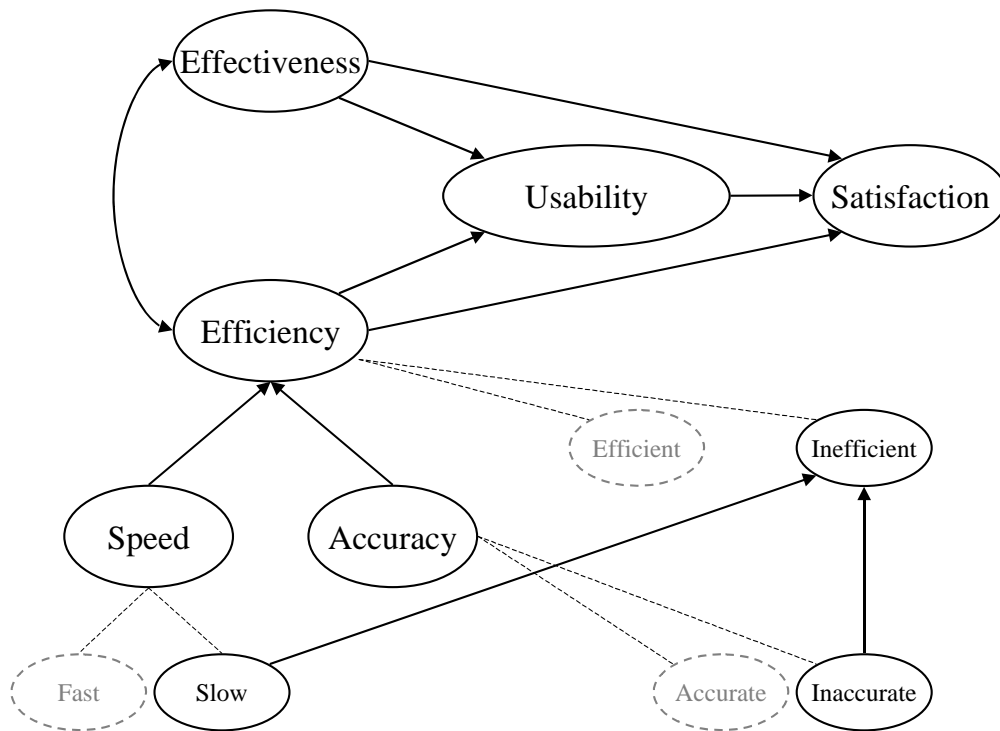 Effectiveness
Usability
Satisfaction
Efficiency
Efficient
Inefficient
Speed
Accuracy
Fast
Slow
Accurate
Inaccurate